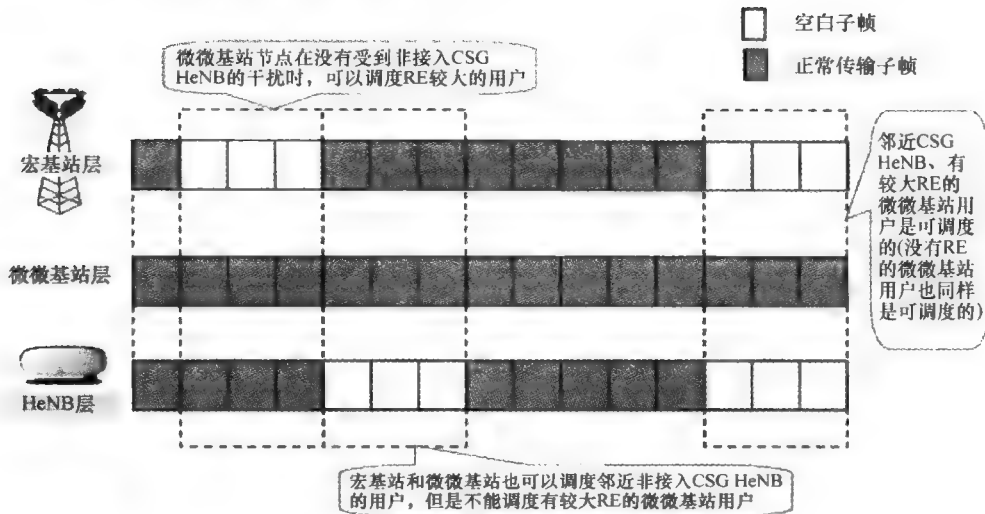 空白子帧
正常传输子帧
微微基站节点在没有受到非接入CSG
HeNB的干扰时，可以调度RE较大的用户
宏基站层
微微基站层
HeNB层
邻近CSG
HeNB、有
较大RE的
微微基站用
户是可调度
的(没有RE
的微微基站
用户也同样
是可调度的)
宏基站和微微基站也可以调度邻近非接入CSG HeNB
的用户，但是不能调度有较大RE的微微基站用户